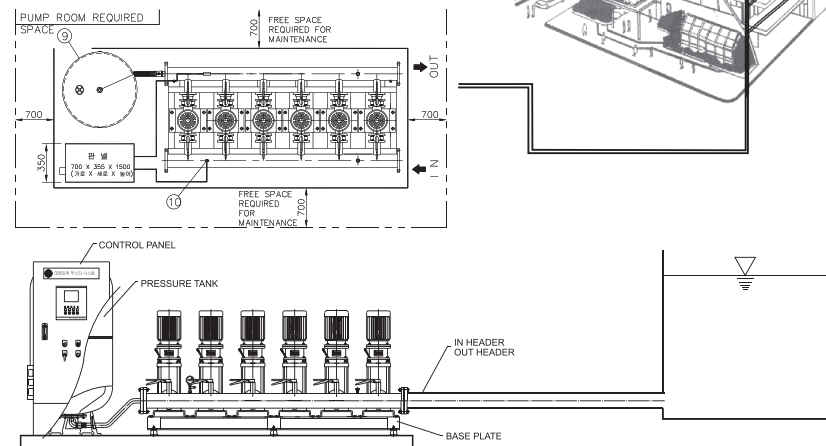 PUMP ROOM REQUIRED
SPACE
9
700
FREE SPACE
REQUIRED FOR
MAINTENANCE
OUT
700
700
350
판 넬
700 X 355 X 1500
(가로 X 세로 X 높이)
IN
10
FREE SPACE
REQUIRED
FOR
MAINTENANCE
700
CONTROL PANEL
PRESSURE TANK
IN HEADER
OUT HEADER
BASE PLATE